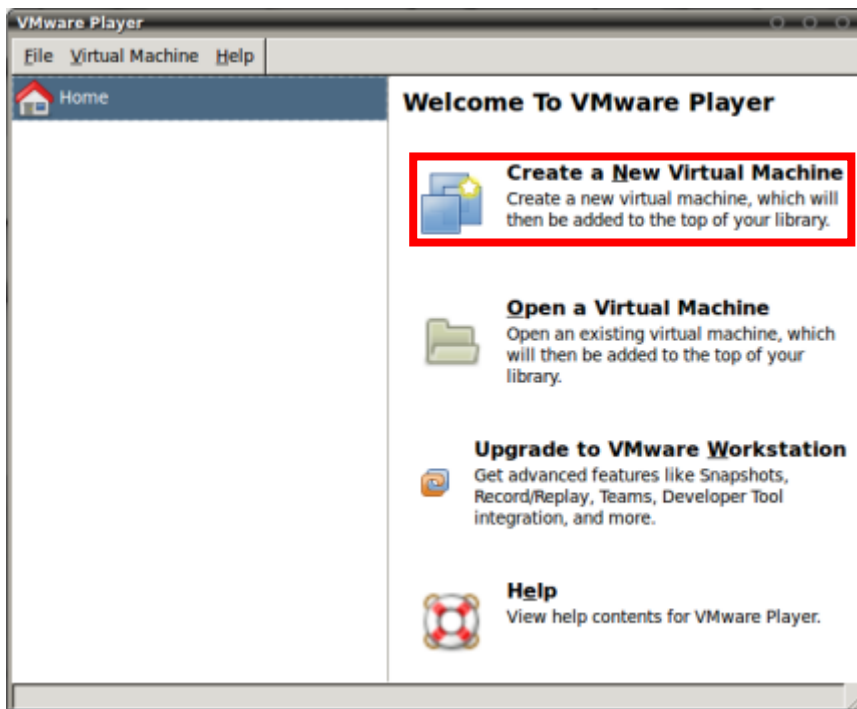 VMware Player
File Virtual Machine Help
Home
Welcome To VMware Player
Create a New Virtual Machine
Create a new virtual machine, which will
then be added to the top of your library.
Open a Virtual Machine
Open an existing virtual machine, which
will then be added to the top of your
library.
Upgrade to VMware Workstation
Get advanced features like Snapshots,
Record/Replay, Teams, Developer Tool
integration, and more.
Help
View help contents for VMware Player.